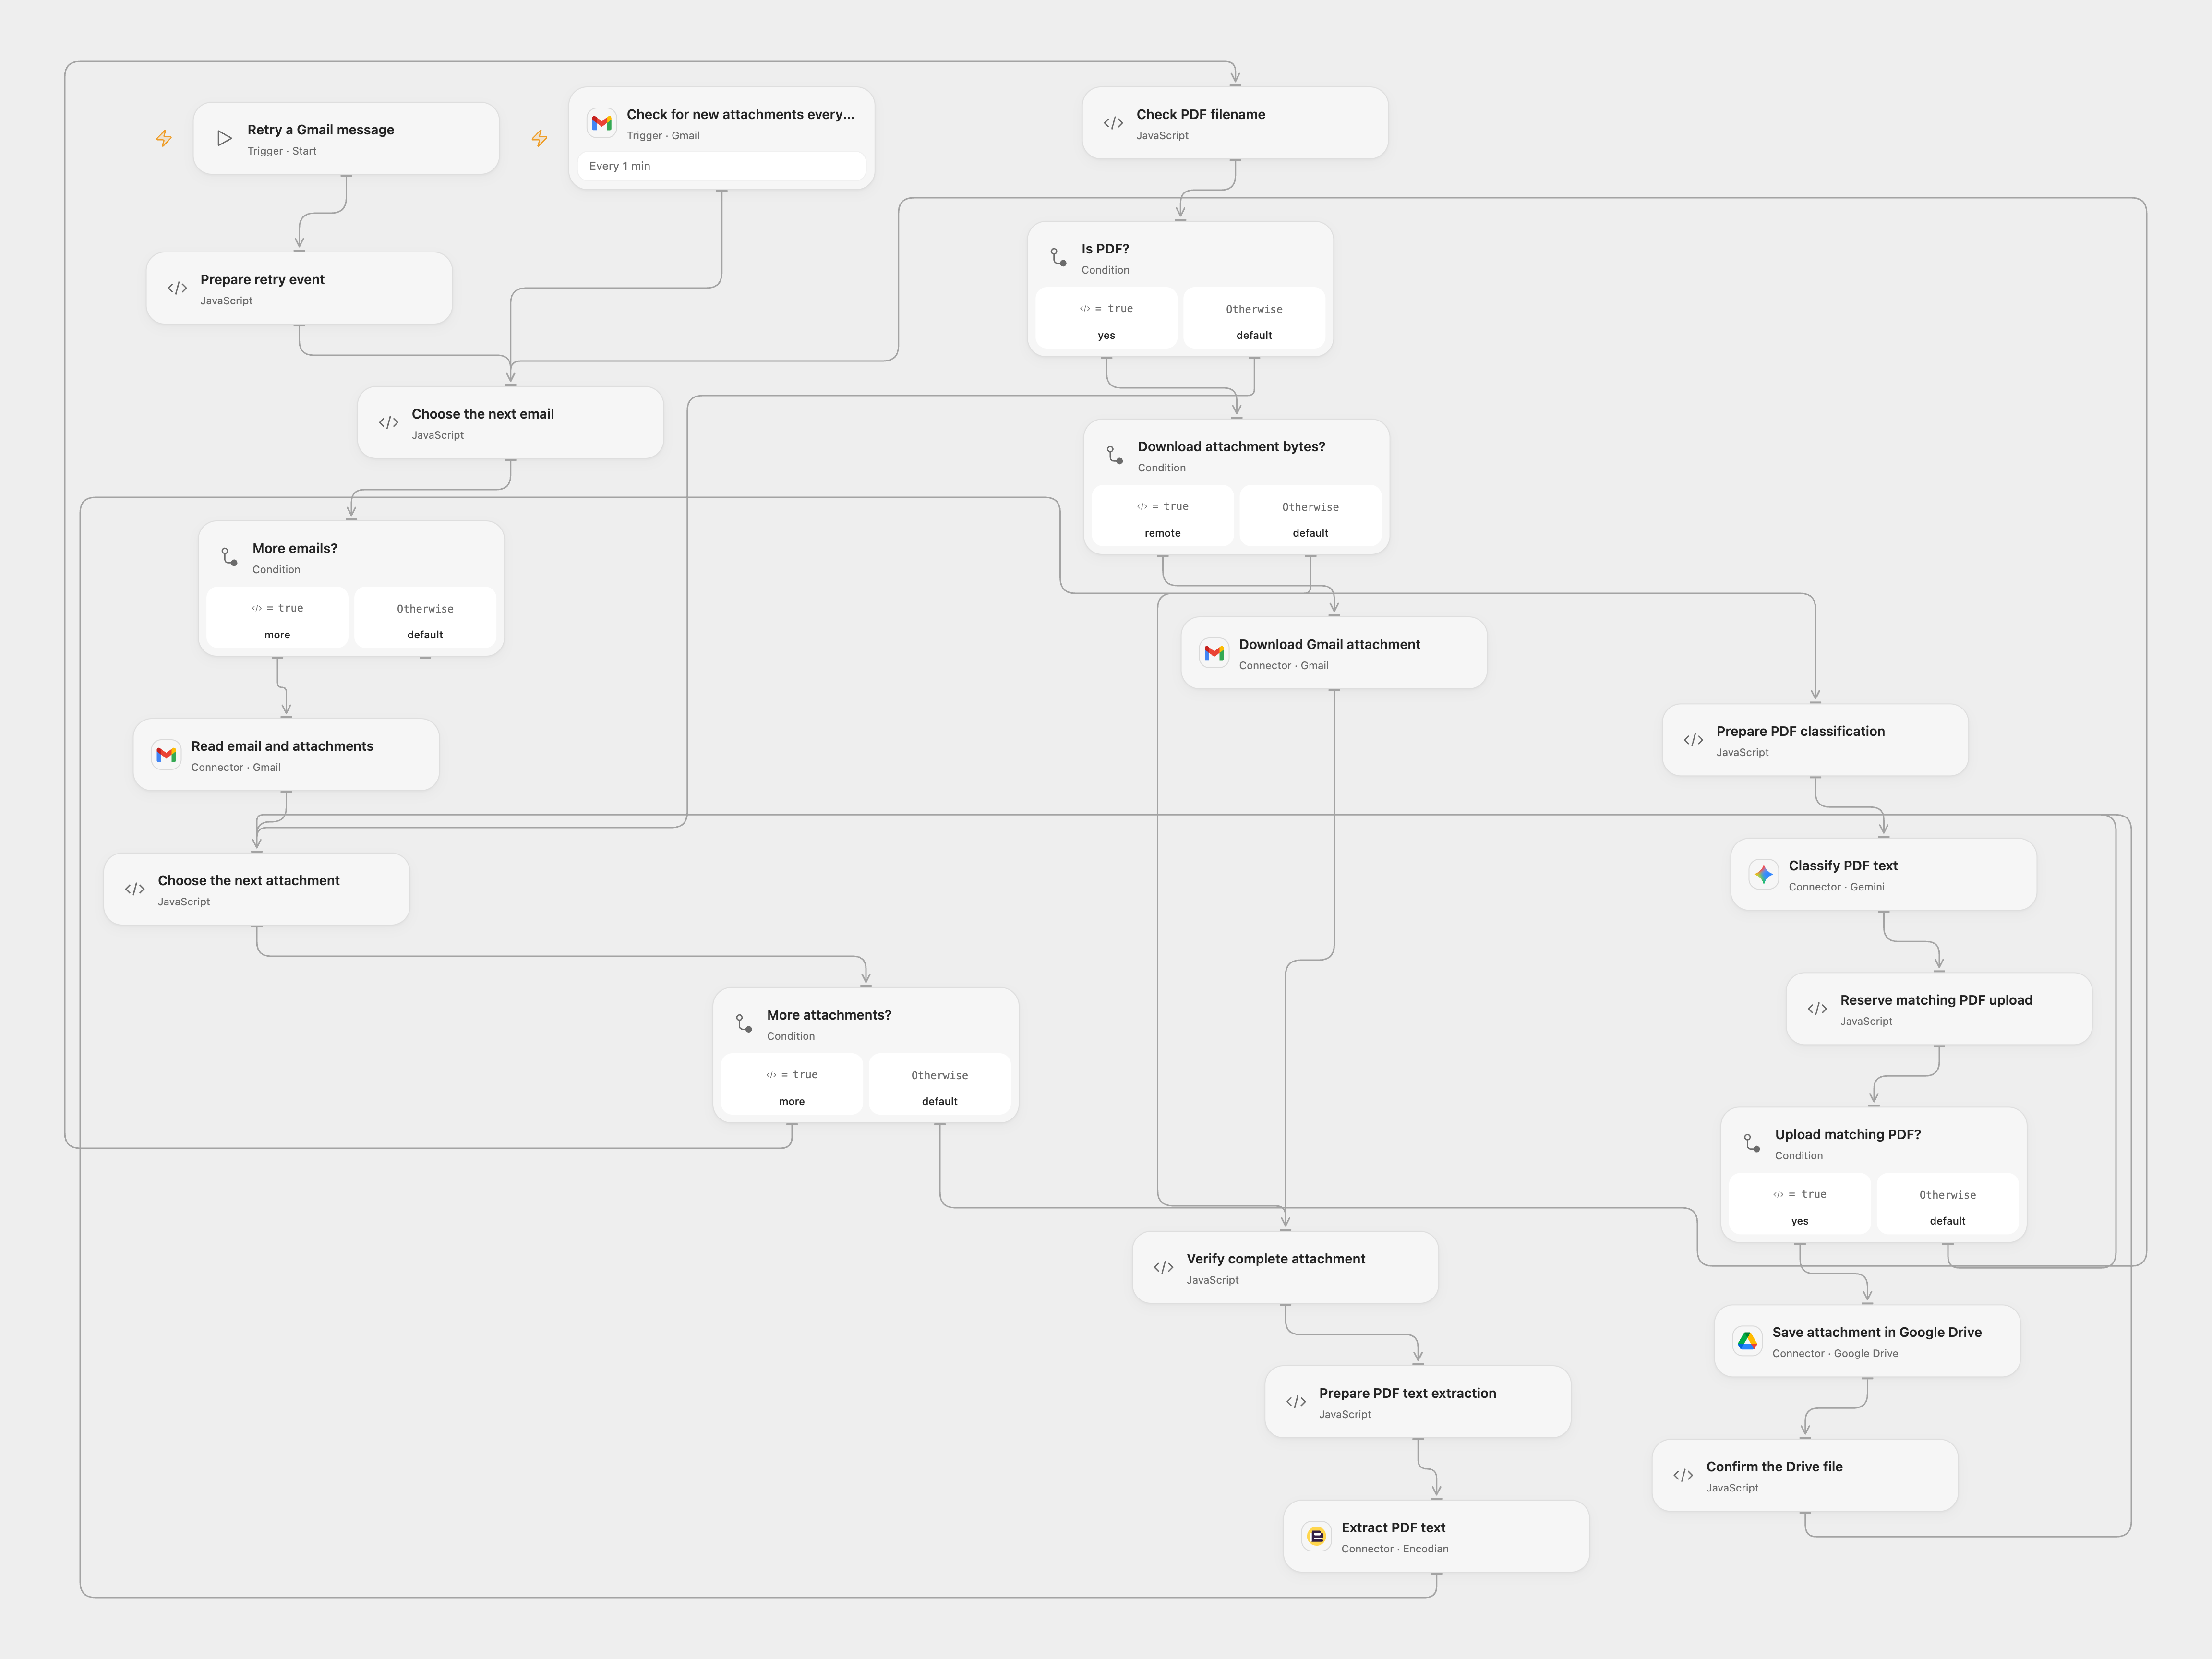 Retry a Gmail message
Trigger · Start
Check for new attachments every...
Trigger · Gmail
Every 1 min
Check PDF filename
JavaScript
Prepare retry event
JavaScript
Is PDF?
Condition
</> = true
yes
Otherwise
default
Choose the next email
JavaScript
Download attachment bytes?
Condition
</> = true
remote
Otherwise
default
More emails?
Condition
</> = true
more
Otherwise
default
Download Gmail attachment
Connector · Gmail
Read email and attachments
Connector · Gmail
Prepare PDF classification
JavaScript
Choose the next attachment
JavaScript
Classify PDF text
Connector · Gemini
More attachments?
Condition
</> = true
more
Otherwise
default
Reserve matching PDF upload
JavaScript
Upload matching PDF?
Condition
</> = true
yes
Otherwise
default
Verify complete attachment
JavaScript
Save attachment in Google Drive
Connector · Google Drive
Prepare PDF text extraction
JavaScript
Confirm the Drive file
JavaScript
Extract PDF text
Connector · Encodian